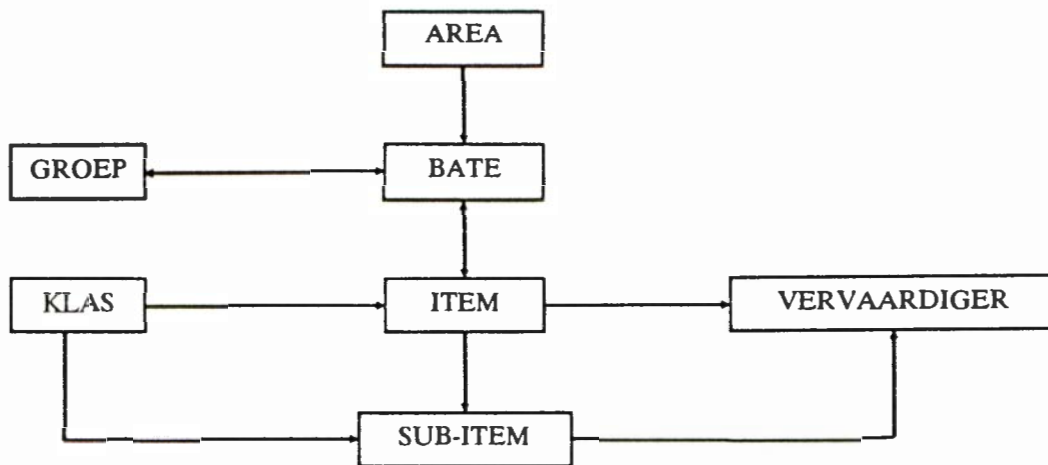 AREA
GROEP
BATE
KLAS
ITEM
VERVAARDIGER
SUB-ITEM